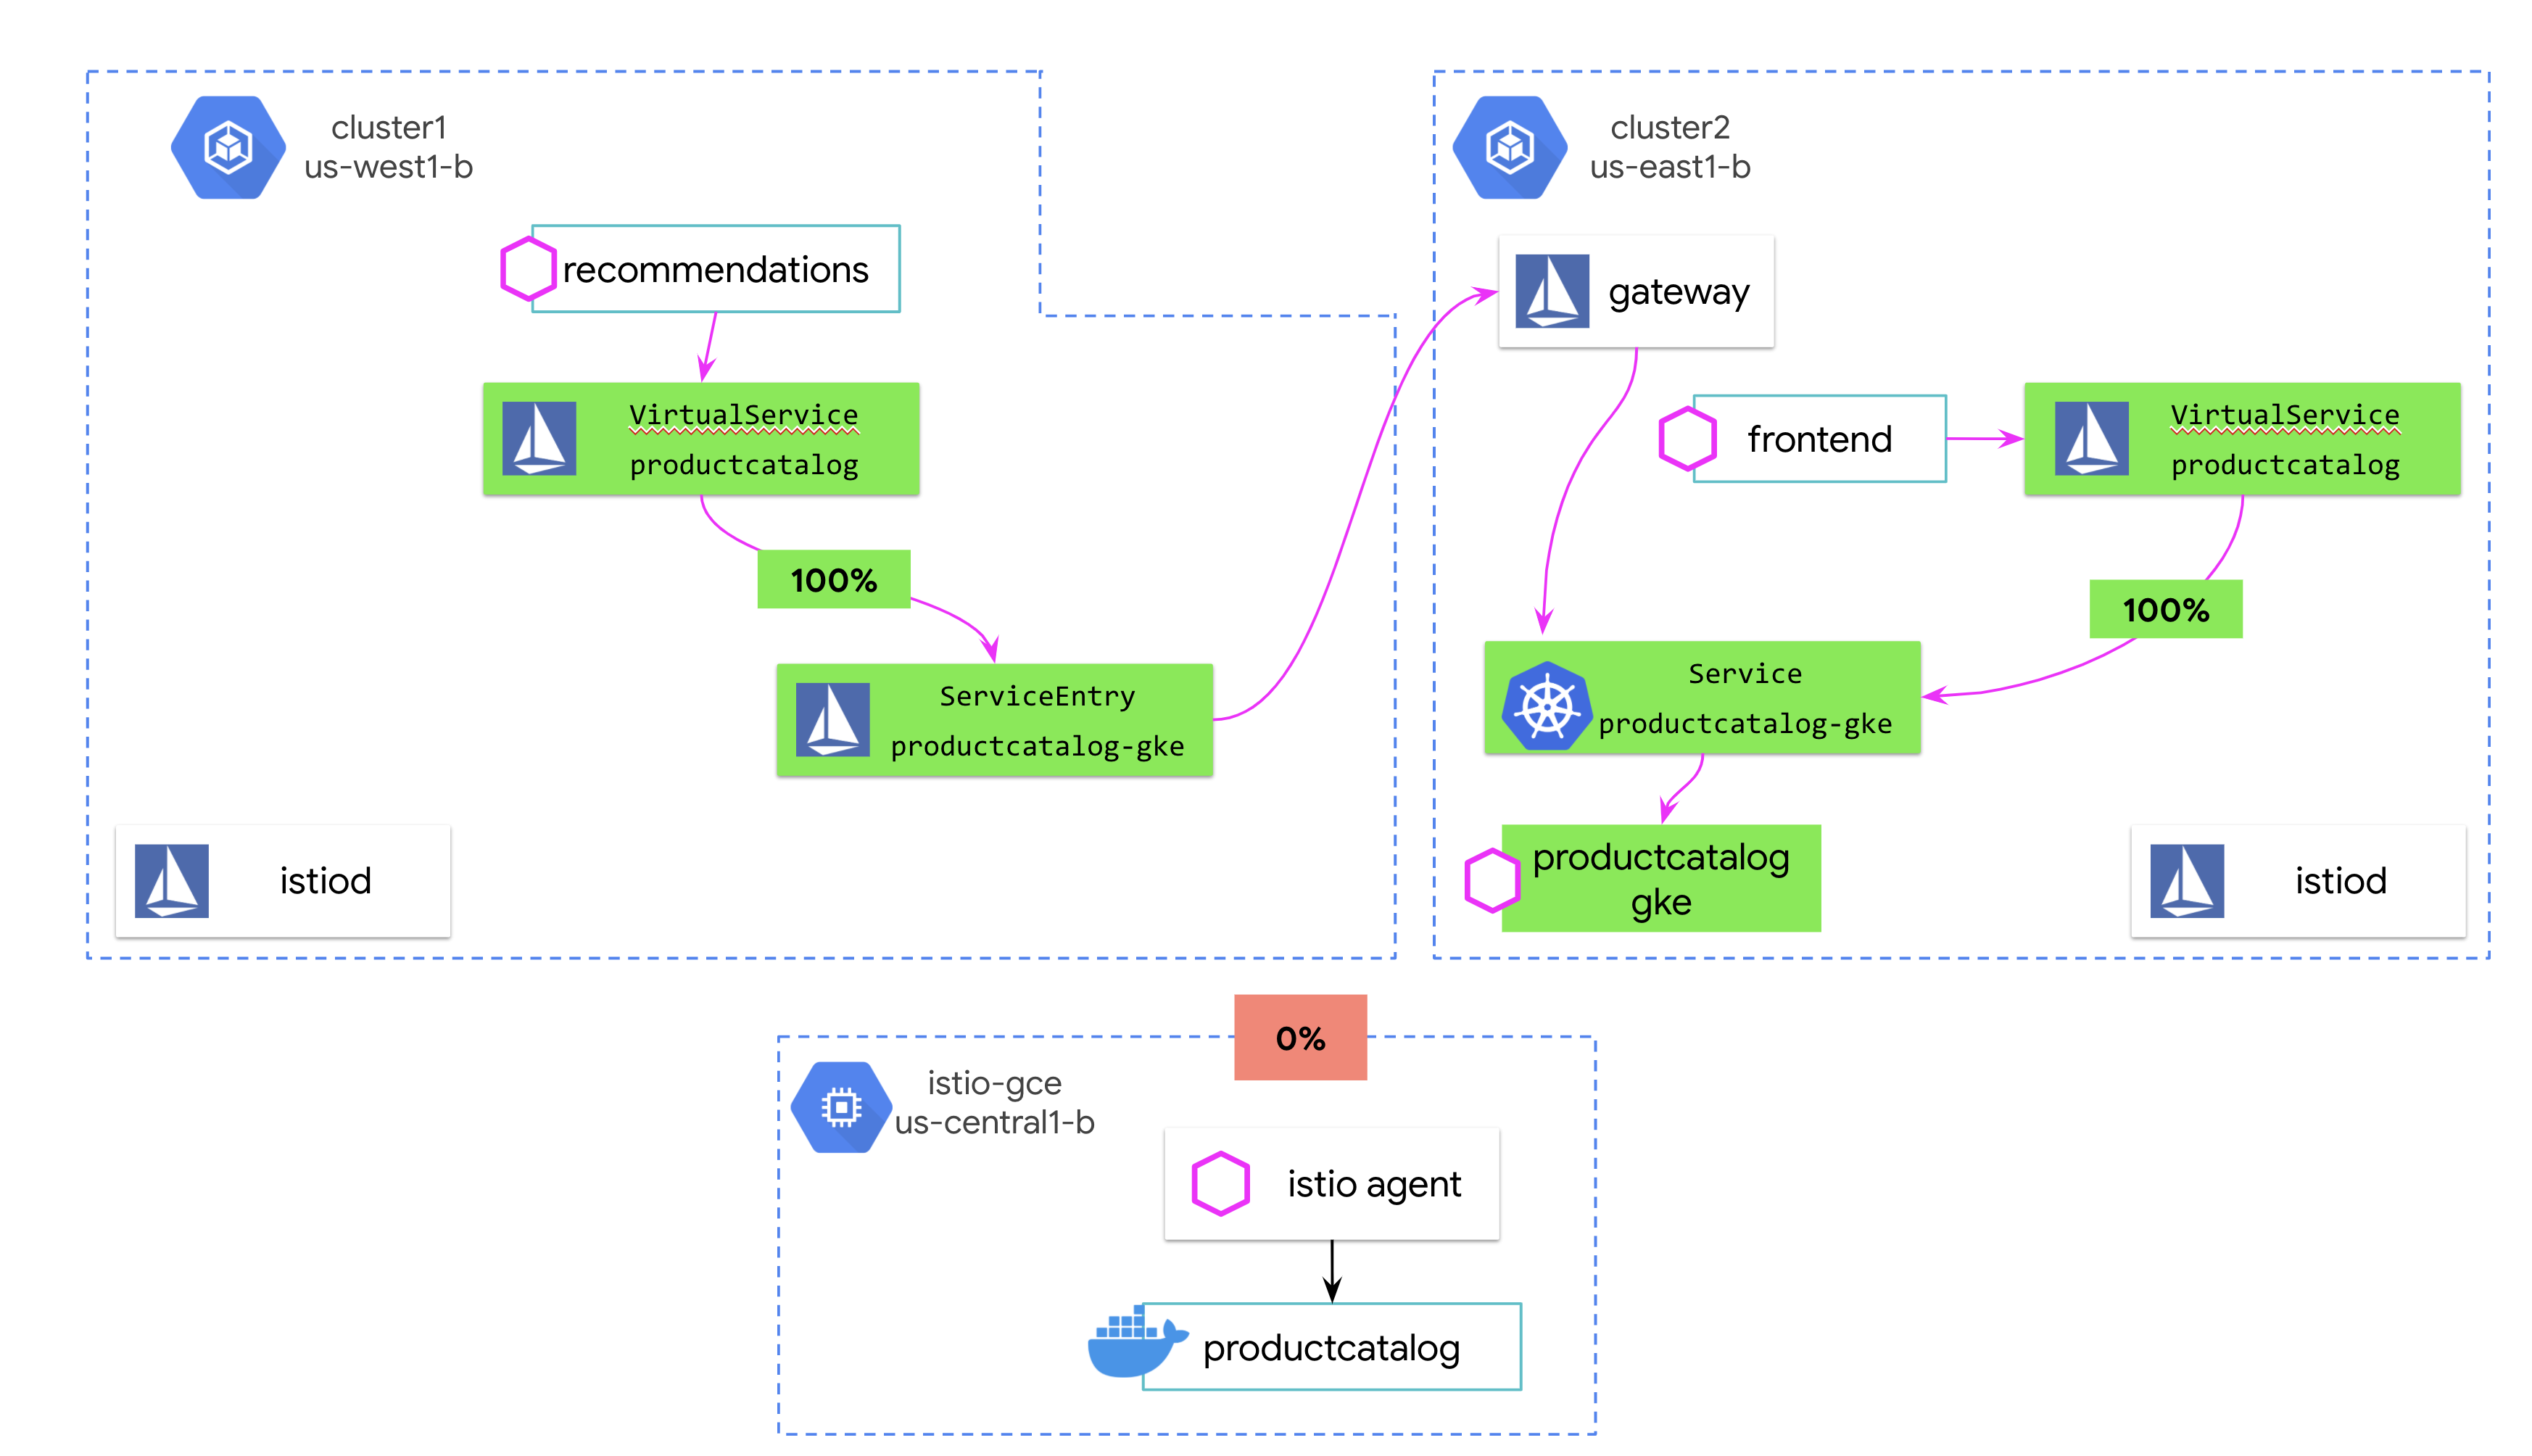 cluster1
us-west1-b
recommendations
VirtualService
productcatalog
100%
ServiceEntry
productcatalog-gke
istiod
cluster2
us-east1-b
gateway
frontend
VirtualService
productcatalog
100%
Service
productcatalog-gke
productcatalog
gke
istiod
0%
istio-gce
us-central1-b
istio agent
productcatalog